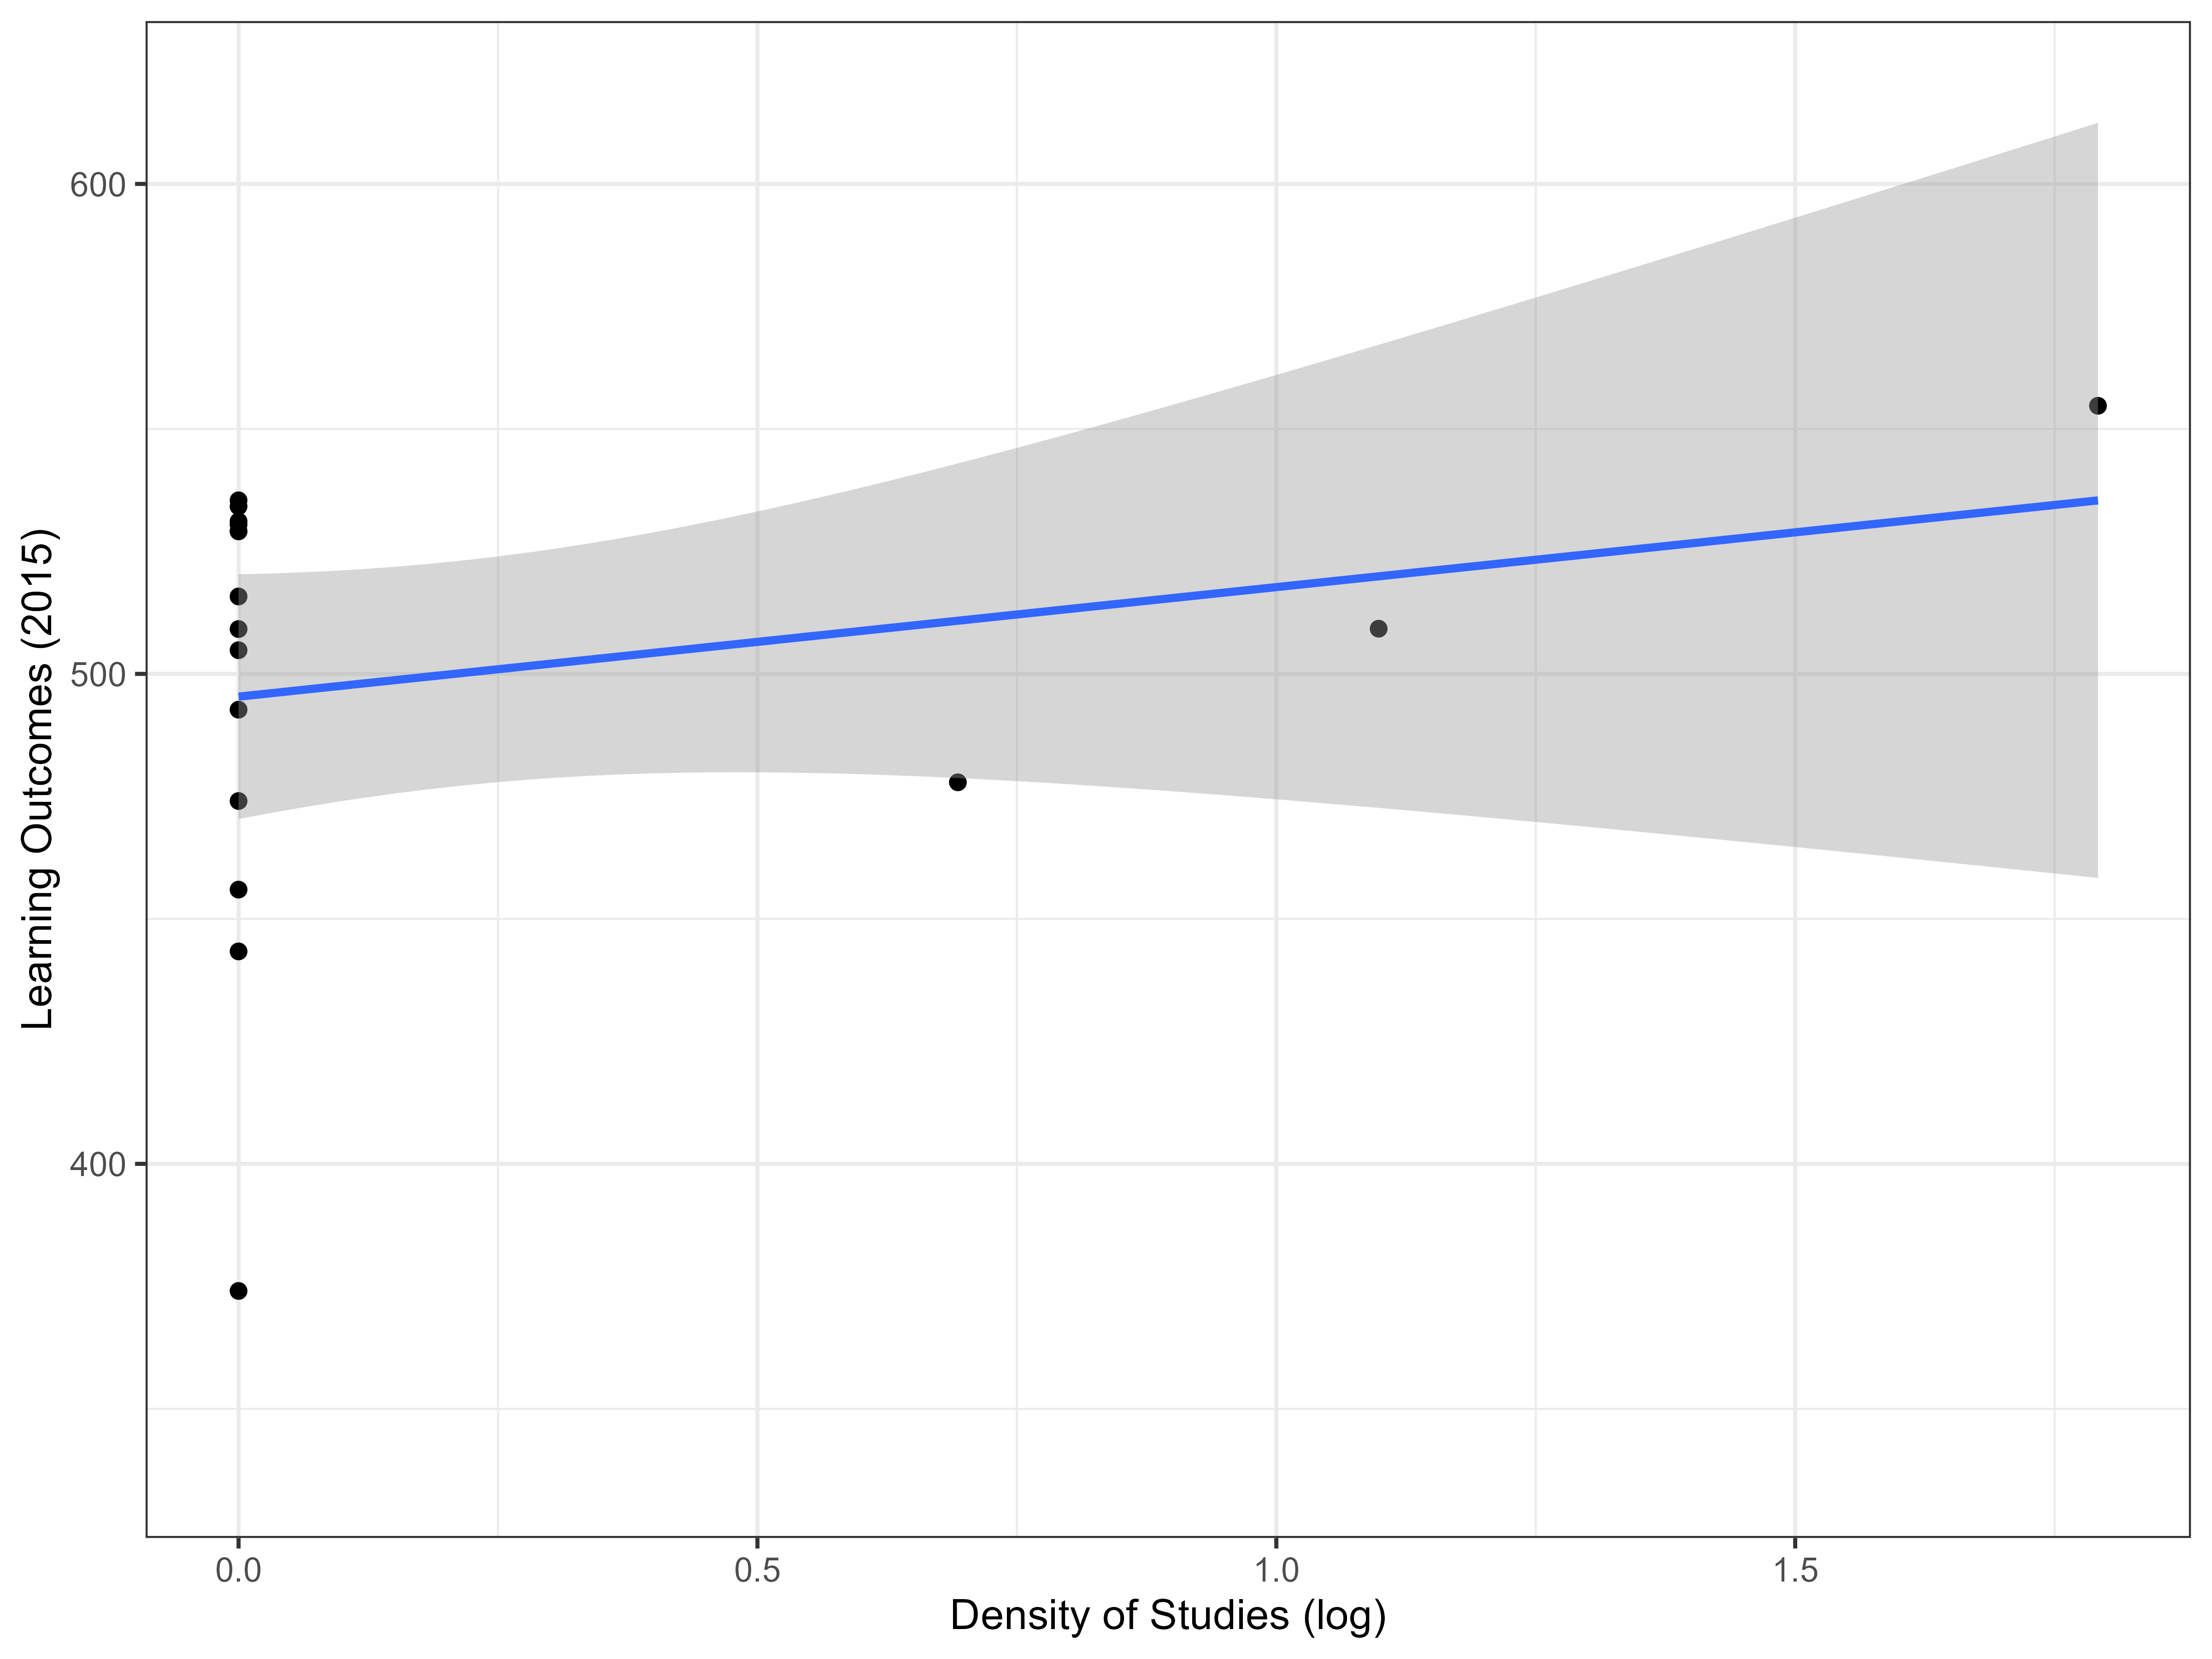 600
500
400
Learning Outcomes (2015)
0.0 0.5 1.0 1.5
Density of Studies (log)